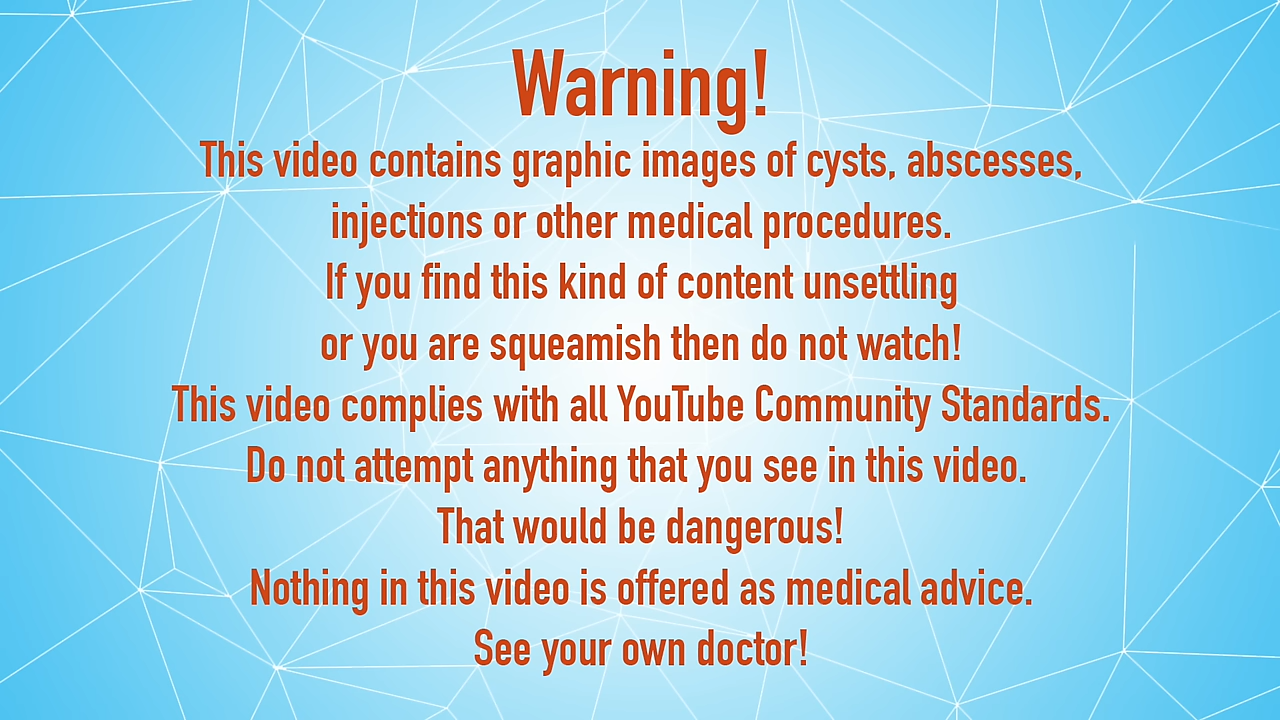 Warning!
This video contains graphic images of cysts, abscesses,
injections or other medical procedures.
If you find this kind of content unsettling
or you are squeamish then do not watch!
This video complies with all YouTube Community Standards.
Do not attempt anything that you see in this video.
That would be dangerous!
Nothing in this video is offered as medical advice.
See your own doctor!